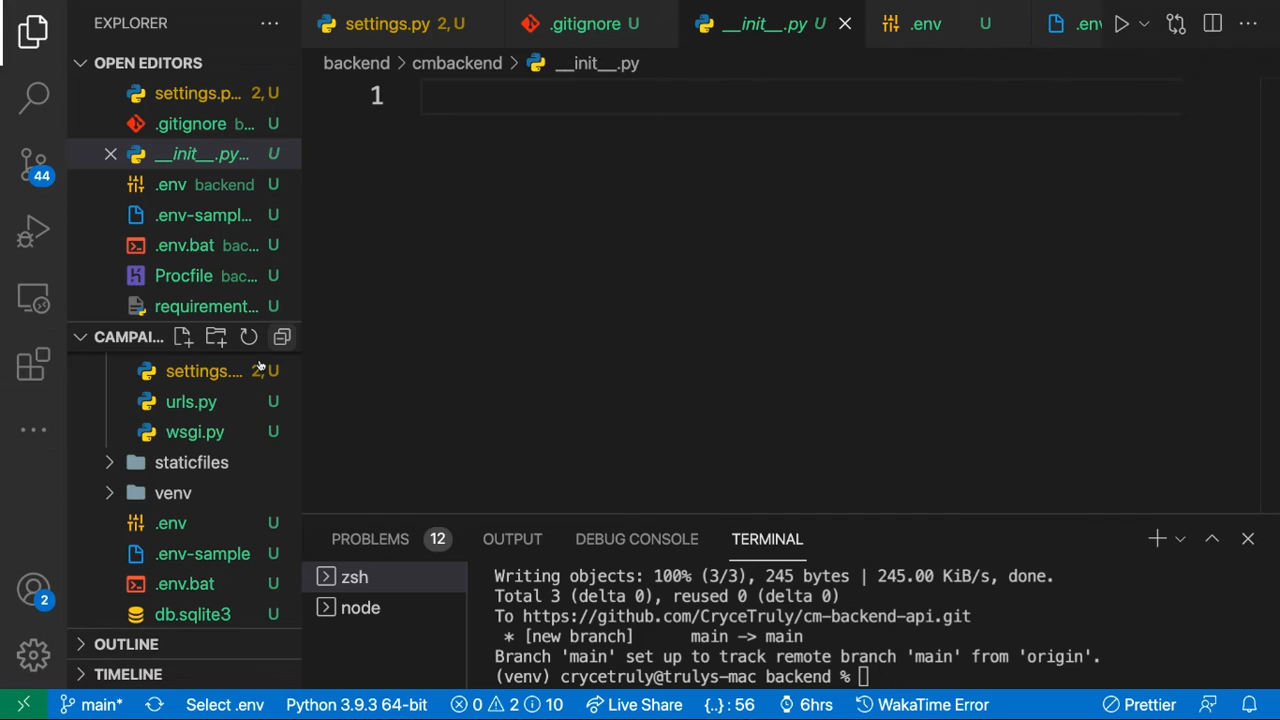 EXPLORER
settings.py 2, U
.gitignore U
__init__.py U
.env U
.env
OPEN EDITORS
backend > cmbackend > __init__.py
settings.p... 2, U
1
.gitignore b... U
__init__.py... U
44
.env backend U
.env-sampl... U
.env.bat bac... U
Procfile bac... U
requirement... U
CAMPAI...
settings.... 2, U
urls.py U
wsgi.py U
staticfiles
venv
.env U
.env-sample U
.env.bat U
db.sqlite3 U
OUTLINE
TIMELINE
2
PROBLEMS 12 OUTPUT DEBUG CONSOLE TERMINAL
zsh
node
Writing objects: 100% (3/3), 245 bytes | 245.00 KiB/s, done.
Total 3 (delta 0), reused 0 (delta 0)
To https://github.com/CryceTruly/cm-backend-api.git
* [new branch] main -> main
Branch 'main' set up to track remote branch 'main' from 'origin'.
(venv) crycetruly@trulys-mac backend %
main* Select .env Python 3.9.3 64-bit 0 2 10 Live Share {..} : 56 6hrs WakaTime Error Prettier